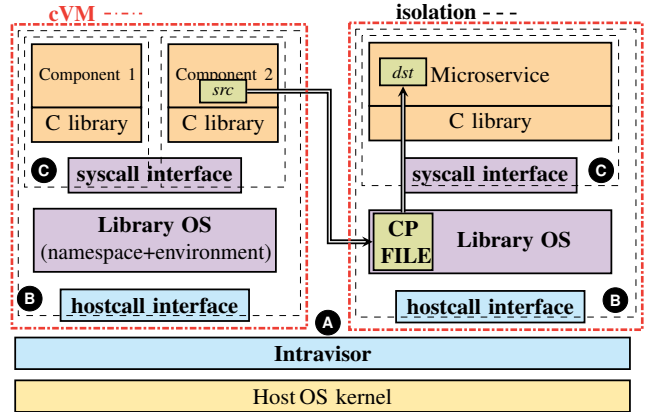 cVM
isolation
Component 1
Component 2
src
C library
C library
dst
Microservice
C library
C
syscall interface
syscall interface
C
Library OS
(namespace+environment)
CP
FILE
Library OS
B
hostcall interface
hostcall interface
B
A
Intravisor
Host OS kernel